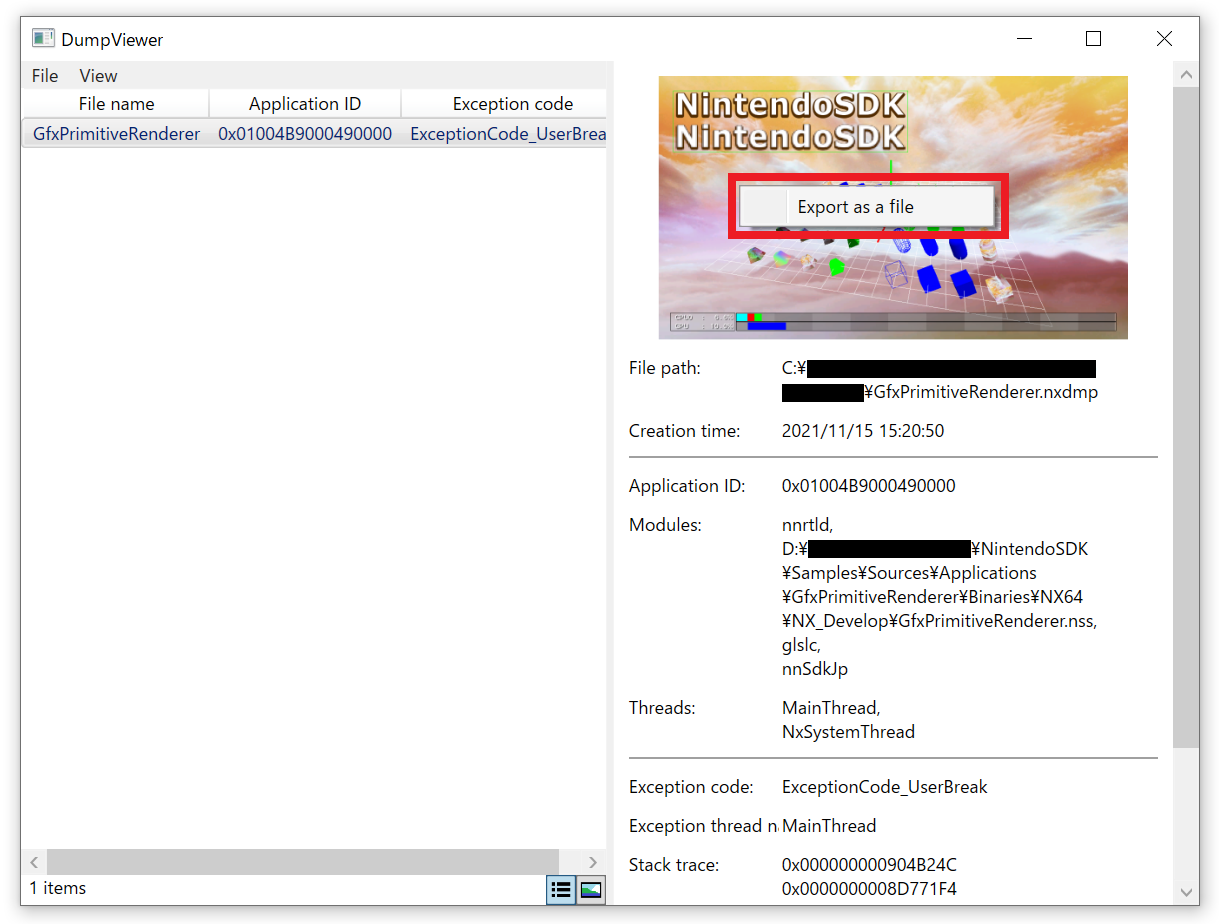 DumpViewer
File View
File name Application ID Exception code
GfxPrimitiveRenderer 0x01004B9000490000 ExceptionCode_UserBrea
1 items
NintendoSDK
NintendoSDK
Export as a file
File path: C:¥
¥GfxPrimitiveRenderer.nxdmp
Creation time: 2021/11/15 15:20:50
Application ID: 0x01004B9000490000
Modules: nnrtld,
D:¥ ¥NintendoSDK
¥Samples¥Sources¥Applications
¥GfxPrimitiveRenderer¥Binaries¥NX64
¥NX_Develop¥GfxPrimitiveRenderer.nss,
glslc,
nnSdkJp
Threads: MainThread,
NxSystemThread
Exception code: ExceptionCode_UserBreak
Exception thread n MainThread
Stack trace: 0x000000000904B24C
0x0000000008D771F4